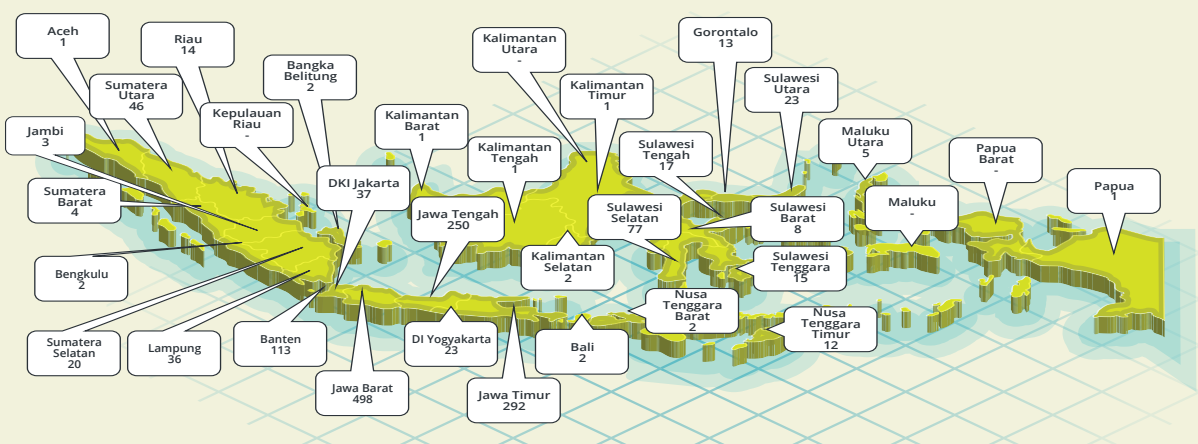 Aceh
1
Riau
14
Sumatera
Utara
46
Bangka
Belitung
2
Kepulauan
Riau
-
Jambi
3
Sumatera
Barat
4
Bengkulu
2
Sumatera
Selatan
20
Lampung
36
Banten
113
DKI Jakarta
37
Jawa Barat
498
Jawa Tengah
250
DI Yogyakarta
23
Jawa Timur
292
Bali
2
Kalimantan
Barat
1
Kalimantan
Tengah
1
Kalimantan
Utara
-
Kalimantan
Timur
1
Kalimantan
Selatan
2
Gorontalo
13
Sulawesi
Utara
23
Sulawesi
Tengah
17
Sulawesi
Selatan
77
Sulawesi
Barat
8
Sulawesi
Tenggara
15
Nusa
Tenggara
Barat
2
Nusa
Tenggara
Timur
12
Maluku
Utara
5
Maluku
-
Papua
Barat
-
Papua
1